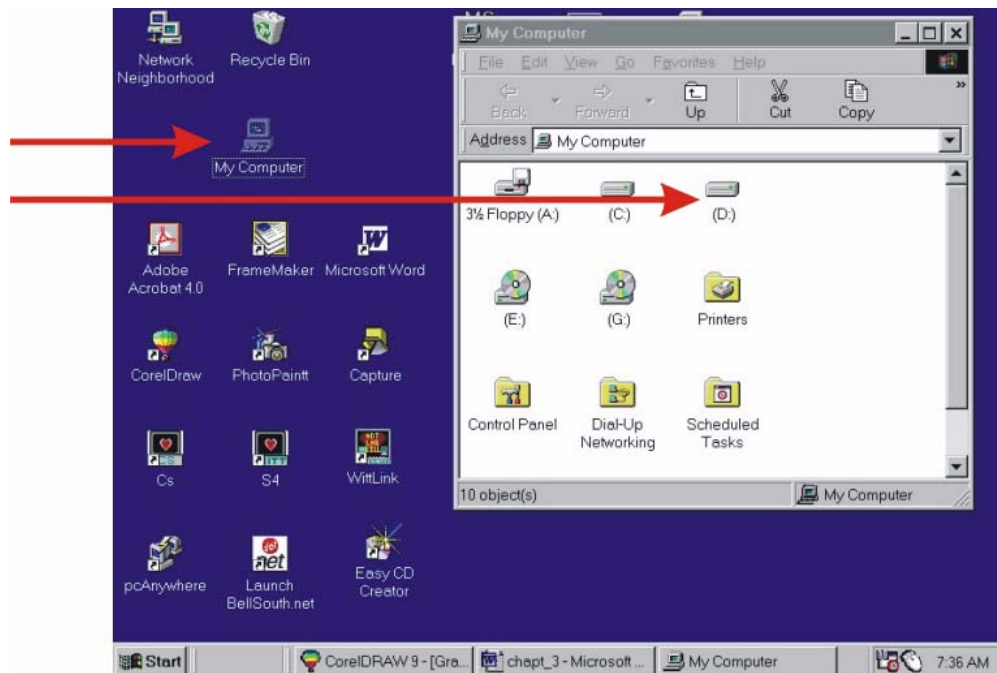 Network
Neighborhood
Recycle Bin
My Computer
Adobe
Acrobat 4.0
FrameMaker
Microsoft Word
CorelDraw
PhotoPaintt
Capture
Cs
S4
WittLink
pcAnywhere
Launch
BellSouth.net
Easy CD
Creator
My Computer
File Edit View Go Favorites Help
Back Forward Up Cut Copy »
Address My Computer
3½ Floppy (A:) (C:) (D:)
(E:) (G:) Printers
Control Panel
Dial-Up
Networking
Scheduled
Tasks
10 object(s) My Computer
Start CorelDRAW 9 - [Gra... chapt_3 - Microsoft ... My Computer 7:36 AM